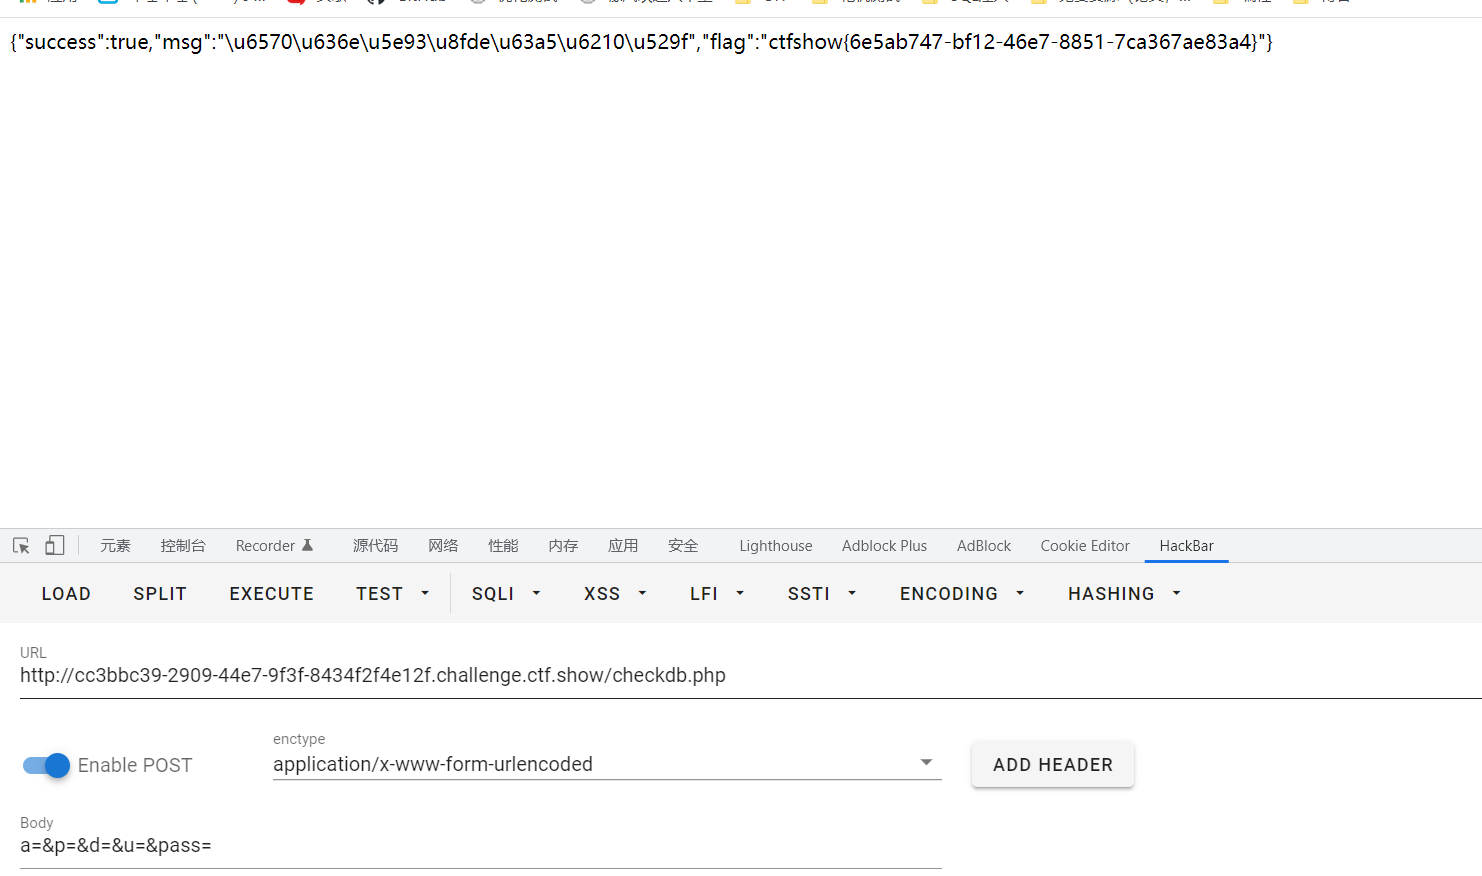 {"success":true,"msg":"\u6570\u636e\u5e93\u8fde\u63a5\u6210\u529f","flag":"ctfshow{6e5ab747-bf12-46e7-8851-7ca367ae83a4}"}
元素 控制台 Recorder 源代码 网络 性能 内存 应用 安全 Lighthouse Adblock Plus AdBlock Cookie Editor HackBar
LOAD SPLIT EXECUTE TEST SQLI XSS LFI SSTI ENCODING HASHING
URL
http://cc3bbc39-2909-44e7-9f3f-8434f2f4e12f.challenge.ctf.show/checkdb.php
enctype
Enable POST application/x-www-form-urlencoded ADD HEADER
Body
a=&p=&d=&u=&pass=